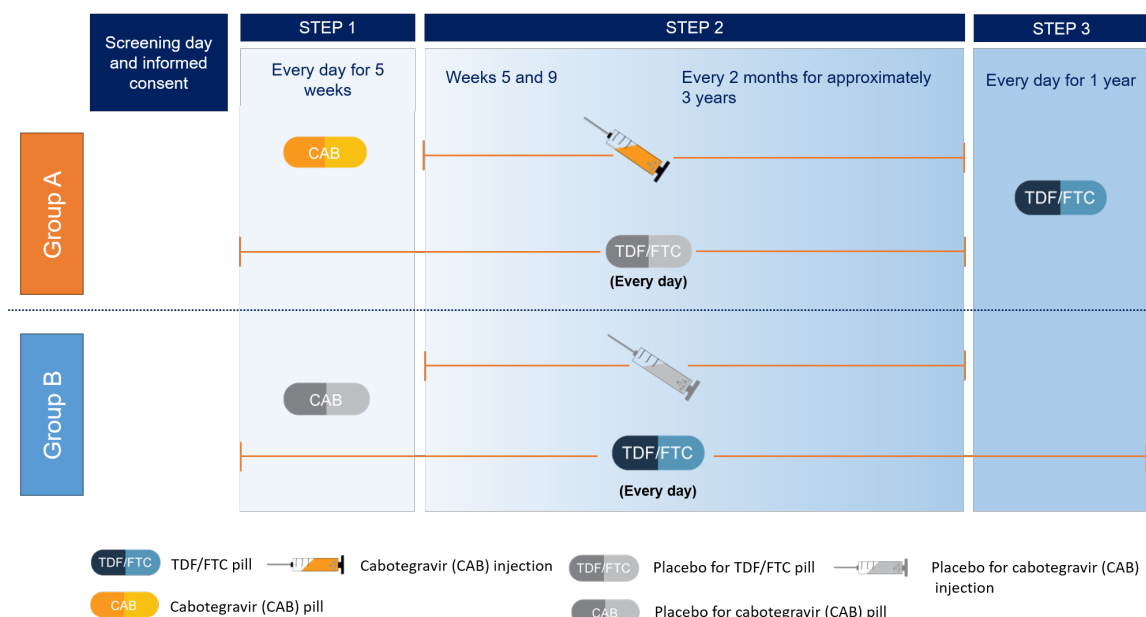 Screening day
and informed
consent
STEP 1
STEP 2
STEP 3
Every day for 5
weeks
Weeks 5 and 9
Every 2 months for approximately
3 years
Every day for 1 year
Group A
CAB
TDF/FTC
TDF/FTC
(Every day)
Group B
CAB
TDF/FTC
(Every day)
TDF/FTC
TDF/FTC pill
Cabotegravir (CAB) injection
TDF/FTC
Placebo for TDF/FTC pill
Placebo for cabotegravir (CAB)
injection
CAB
Cabotegravir (CAB) pill
CAB
Placebo for cabotegravir (CAB) pill